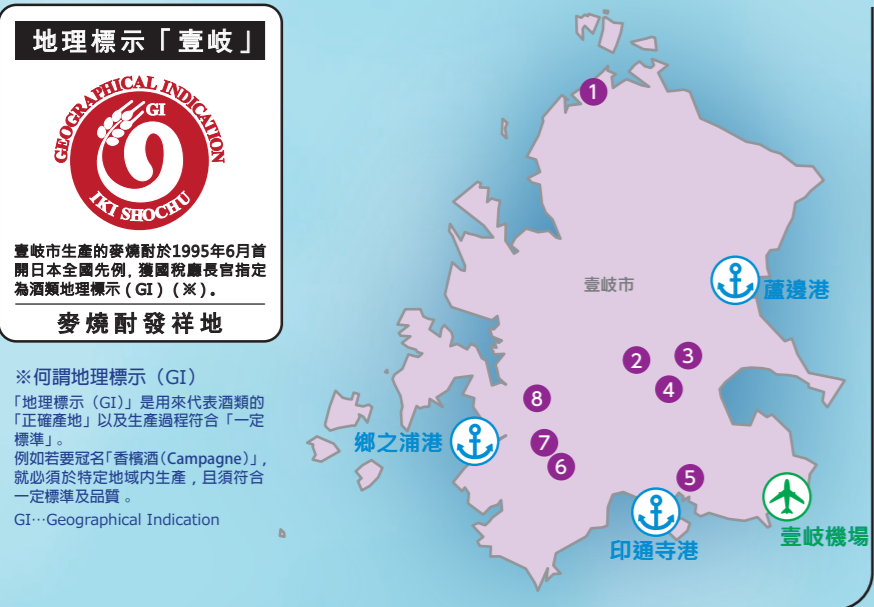 地理標示「壹岐」
GEOGRAPHICAL INDICATION
GI
IKI SHOCHU
壹岐市生產的麥燒酎於1995年6月首
開日本全國先例，獲國稅廳長官指定
為酒類地理標示（GI）（※）。
麥燒酎發祥地
※何謂地理標示（GI）
「地理標示（GI）」是用來代表酒類的
「正確產地」以及生產過程符合「一定
標準」。
例如若要冠名「香檳酒(Campagne)」,
就必須於特定地域內生產，且須符合
一定標準及品質。
GI…Geographical Indication
1
壹岐市
蘆邊港
2
3
4
8
鄉之浦港
7
6
5
印通寺港
壹岐機場